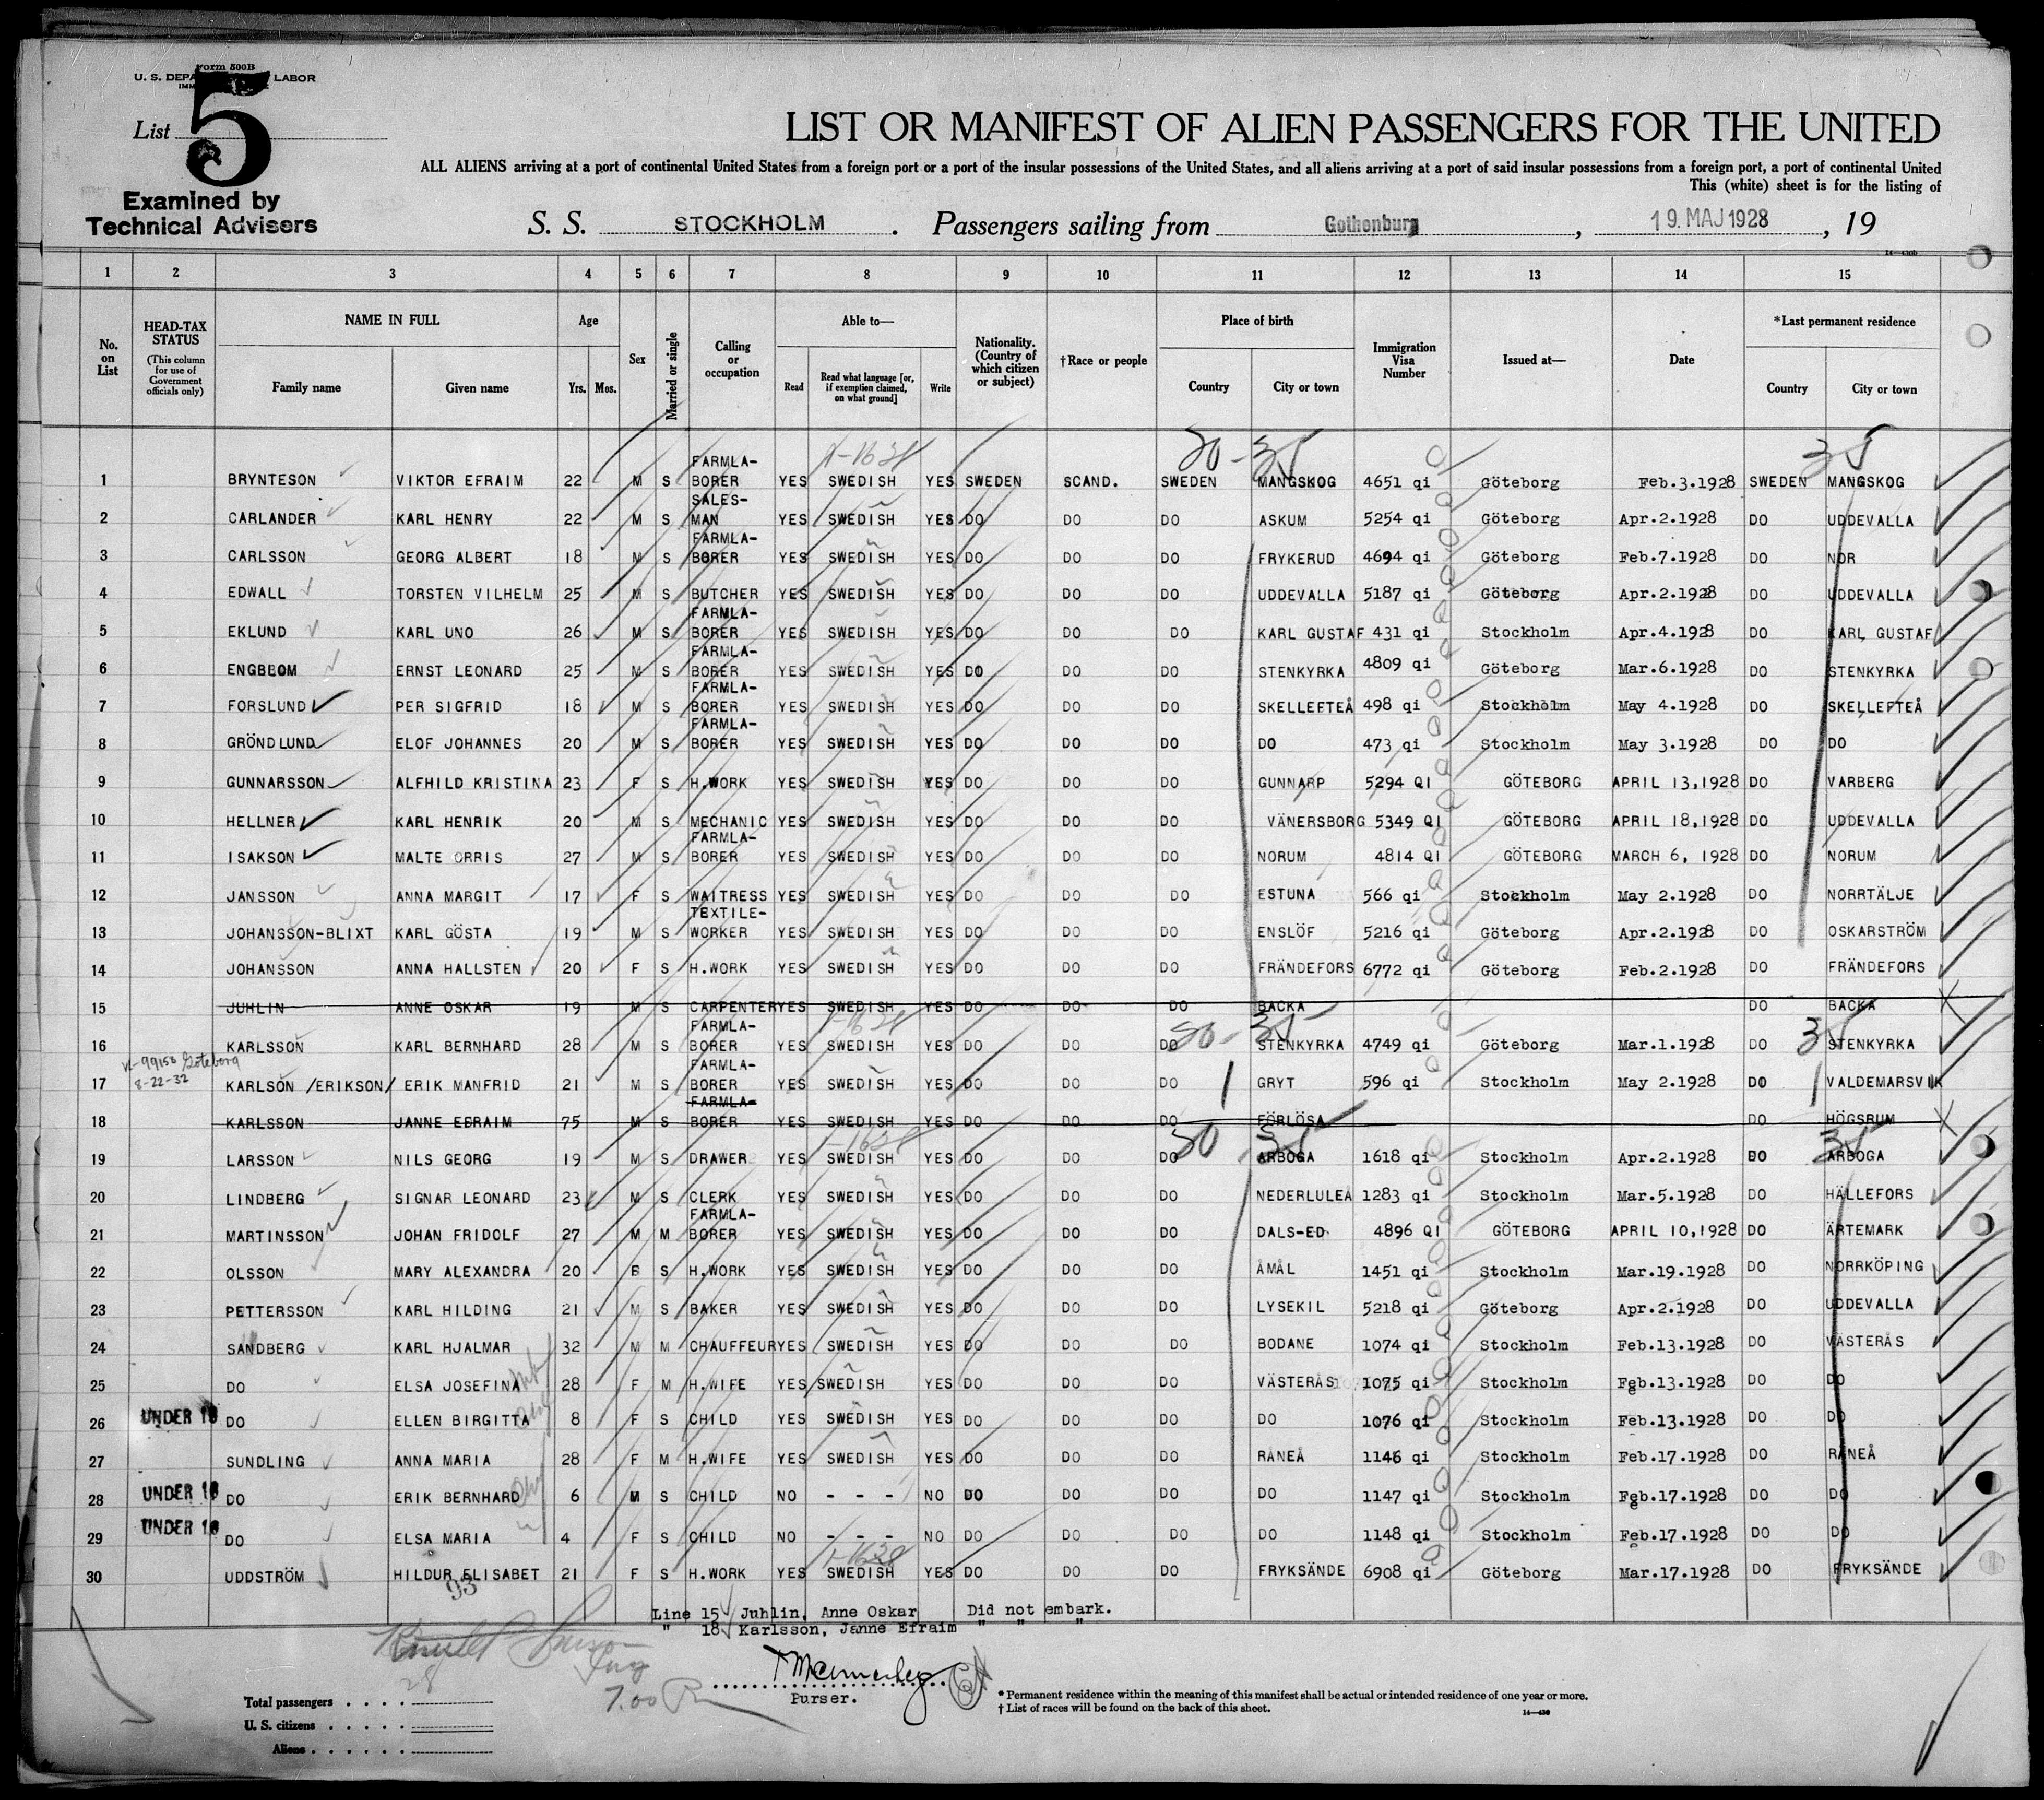 Form 500B
U. S. DEPA LABOR
List 5
Examined by
Technical Advisers
LIST OR MANIFEST OF ALIEN PASSENGERS FOR THE UNITED
ALL ALIENS arriving at a port of continental United States from a foreign port or a port of the insular possessions of the United States, and all aliens arriving at a port of said insular possessions from a foreign port, a port of continental United
This (white) sheet is for the listing of
S. S. STOCKHOLM . Passengers sailing from Gothenburg , 19. MAJ 1928 , 19
1 2 3 4 5 6 7 8 9 10 11 12 13 14 15
No. on List
HEAD-TAX STATUS (This column for use of Government officials only)
NAME IN FULL
Family name Given name
Age
Yrs. Mos.
Sex
Married or single
Calling or occupation
Able to—
Read Read what language [or, if exemption claimed, on what ground] Write
Nationality. (Country of which citizen or subject)
†Race or people
Place of birth
Country City or town
Immigration Visa Number
Issued at—
Date
*Last permanent residence
Country City or town
1 BRYNTESON VIKTOR EFRAIM 22 M S FARMLA-BORER YES SWEDISH YES SWEDEN SCAND. SWEDEN MANGSKOG 4651 qi Göteborg Feb.3.1928 SWEDEN MANGSKOG
2 CARLANDER KARL HENRY 22 M S SALES-MAN YES SWEDISH YES DO DO DO ASKUM 5254 qi Göteborg Apr.2.1928 DO UDDEVALLA
3 CARLSSON GEORG ALBERT 18 M S FARMLA-BORER YES SWEDISH YES DO DO DO FRYKERUD 4694 qi Göteborg Feb.7.1928 DO NOR
4 EDWALL TORSTEN VILHELM 25 M S BUTCHER YES SWEDISH YES DO DO DO UDDEVALLA 5187 qi Göteborg Apr.2.1928 DO UDDEVALLA
5 EKLUND KARL UNO 26 M S FARMLA-BORER YES SWEDISH YES DO DO DO KARL GUSTAF 431 qi Stockholm Apr.4.1928 DO KARL GUSTAF
6 ENGBLOM ERNST LEONARD 25 M S FARMLA-BORER YES SWEDISH YES DO DO DO STENKYRKA 4809 qi Göteborg Mar.6.1928 DO STENKYRKA
7 FORSLUND PER SIGFRID 18 M S FARMLA-BORER YES SWEDISH YES DO DO DO SKELLEFTEÅ 498 qi Stockholm May 4.1928 DO SKELLEFTEÅ
8 GRÖNDLUND ELOF JOHANNES 20 M S FARMLA-BORER YES SWEDISH YES DO DO DO DO 473 qi Stockholm May 3.1928 DO DO
9 GUNNARSSON ALFHILD KRISTINA 23 F S H.WORK YES SWEDISH YES DO DO DO GUNNARP 5294 QI GÖTEBORG APRIL 13,1928 DO VARBERG
10 HELLNER KARL HENRIK 20 M S MECHANIC YES SWEDISH YES DO DO DO VÄNERSBORG 5349 QI GÖTEBORG APRIL 18,1928 DO UDDEVALLA
11 ISAKSON MALTE ORRIS 27 M S FARMLA-BORER YES SWEDISH YES DO DO DO NORUM 4814 QI GÖTEBORG MARCH 6, 1928 DO NORUM
12 JANSSON ANNA MARGIT 17 F S WAITRESS YES SWEDISH YES DO DO DO ESTUNA 566 qi Stockholm May 2.1928 DO NORRTÄLJE
13 JOHANSSON-BLIXT KARL GÖSTA 19 M S TEXTILE-WORKER YES SWEDISH YES DO DO DO ENSLÖF 5216 qi Göteborg Apr.2.1928 DO OSKARSTRÖM
14 JOHANSSON ANNA HALLSTEN 20 F S H.WORK YES SWEDISH YES DO DO DO FRÄNDEFORS 6772 qi Göteborg Feb.2.1928 DO FRÄNDEFORS
15 JUHLIN ANNE OSKAR 19 M S CARPENTER YES SWEDISH YES DO DO DO BACKA DO BACKA
16 KARLSSON KARL BERNHARD 28 M S FARMLA-BORER YES SWEDISH YES DO DO DO STENKYRKA 4749 qi Göteborg Mar.1.1928 DO STENKYRKA
V-99153 Göteborg
8-22-32
17 KARLSON /ERIKSON/ ERIK MANFRID 21 M S FARMLA-BORER YES SWEDISH YES DO DO DO GRYT 596 qi Stockholm May 2.1928 DO VALDEMARSVIK
18 KARLSSON JANNE EFRAIM 75 M S FARMLA-BORER YES SWEDISH YES DO DO DO FÖRLÖSA DO HÖGSRUM
19 LARSSON NILS GEORG 19 M S DRAWER YES SWEDISH YES DO DO DO ARBOGA 1618 qi Stockholm Apr.2.1928 DO ARBOGA
20 LINDBERG SIGNAR LEONARD 23 M S CLERK YES SWEDISH YES DO DO DO NEDERLULEÅ 1283 qi Stockholm Mar.5.1928 DO HÄLLEFORS
21 MARTINSSON JOHAN FRIDOLF 27 M M FARMLA-BORER YES SWEDISH YES DO DO DO DALS-ED 4896 QI GÖTEBORG APRIL 10,1928 DO ÄRTEMARK
22 OLSSON MARY ALEXANDRA 20 F S H.WORK YES SWEDISH YES DO DO DO ÅMÅL 1451 qi Stockholm Mar.19.1928 DO NORRKÖPING
23 PETTERSSON KARL HILDING 21 M S BAKER YES SWEDISH YES DO DO DO LYSEKIL 5218 qi Göteborg Apr.2.1928 DO UDDEVALLA
24 SANDBERG KARL HJALMAR 32 M M CHAUFFEUR YES SWEDISH YES DO DO DO BODANE 1074 qi Stockholm Feb.13.1928 DO VÄSTERÅS
25 DO ELSA JOSEFINA 28 F M H.WIFE YES SWEDISH YES DO DO DO VÄSTERÅS 1075 qi Stockholm Feb.13.1928 DO DO
26 UNDER 16 DO ELLEN BIRGITTA 8 F S CHILD YES SWEDISH YES DO DO DO DO 1076 qi Stockholm Feb.13.1928 DO DO
27 SUNDLING ANNA MARIA 28 F M H.WIFE YES SWEDISH YES DO DO DO RÅNEÅ 1146 qi Stockholm Feb.17.1928 DO RÅNEÅ
28 UNDER 16 DO ERIK BERNHARD 6 M S CHILD NO - - - NO DO DO DO DO 1147 qi Stockholm Feb.17.1928 DO DO
29 UNDER 16 DO ELSA MARIA 4 F S CHILD NO - - - NO DO DO DO DO 1148 qi Stockholm Feb.17.1928 DO DO
30 UDDSTRÖM HILDUR ELISABET 21 F S H.WORK YES SWEDISH YES DO DO DO FRYKSÄNDE 6908 qi Göteborg Mar.17.1928 DO FRYKSÄNDE
Line 15 Juhlin, Anne Oskar Did not embark.
" 18 Karlsson, Janne Efraim " " "
28
7.00
Purser.
Total passengers
U. S. citizens
Aliens
* Permanent residence within the meaning of this manifest shall be actual or intended residence of one year or more.
† List of races will be found on the back of this sheet.
14—430